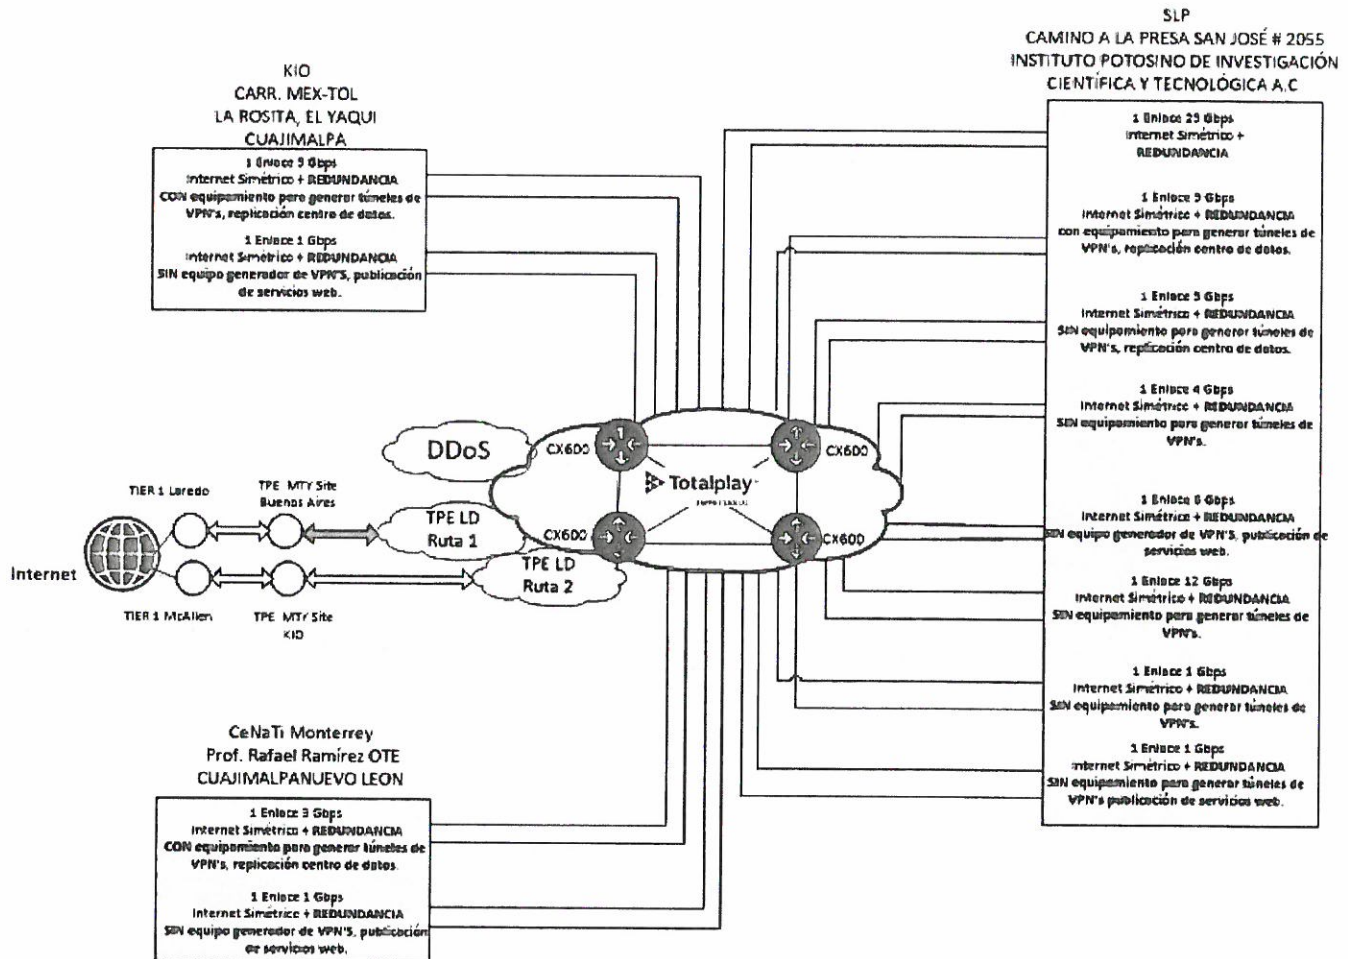 SLP
CAMINO A LA PRESA SAN JOSÉ # 2055
INSTITUTO POTOSINO DE INVESTIGACIÓN
CIENTÍFICA Y TECNOLÓGICA A.C
KIO
CARR. MEX-TOL
LA ROSITA, EL YAQUI
CUAJIMALPA
1 Enlace Gbps
Internet Simétrico + REDUNDANCIA
CON equipamiento para generar túneles de
VPN's, replicación centro de datos.
1 Enlace 1 Gbps
Internet Simétrico + REDUNDANCIA
SIN equipo generador de VPN'S, publicación
de servicios web.
1 Enlace Gbps
Internet Simétrico +
REDUNDANCIA
1 Enlace Gbps
Internet Simétrico + REDUNDANCIA
con equipamiento para generar túneles de
VPN's, replicación centro de datos.
1 Enlace Gbps
Internet Simétrico + REDUNDANCIA
SIN equipamiento para generar túneles de
VPN's, replicación centro de datos.
1 Enlace 4 Gbps
Internet Simétrico + REDUNDANCIA
SIN equipamiento para generar túneles de
VPN's.
1 Enlace Gbps
Internet Simétrico + REDUNDANCIA
SIN equipo generador de VPN'S, publicación de
servicios web.
1 Enlace 12 Gbps
Internet Simétrico + REDUNDANCIA
SIN equipamiento para generar túneles de
VPN's.
1 Enlace 1 Gbps
Internet Simétrico + REDUNDANCIA
SIN equipamiento para generar túneles de
VPN's.
1 Enlace 1 Gbps
Internet Simétrico + REDUNDANCIA
SIN equipamiento para generar túneles de
VPN's publicación de servicios web.
DDoS
CX600
CX600
Totalplay
EMPRESARIAL
CX600
CX600
TIER 1 Laredo
TPE MTY Site
Buenos Aires
TPE LD
Ruta 1
Internet
TPE LD
Ruta 2
TIER 1 McAllen
TPE MTY Site
KIO
CeNaTi Monterrey
Prof. Rafael Ramírez OTE
CUAJIMALPANUEVO LEON
1 Enlace 3 Gbps
Internet Simétrico + REDUNDANCIA
CON equipamiento para generar túneles de
VPN's, replicación centro de datos
1 Enlace 1 Gbps
Internet Simétrico + REDUNDANCIA
SIN equipo generador de VPN'S, publicación
de servicios web.